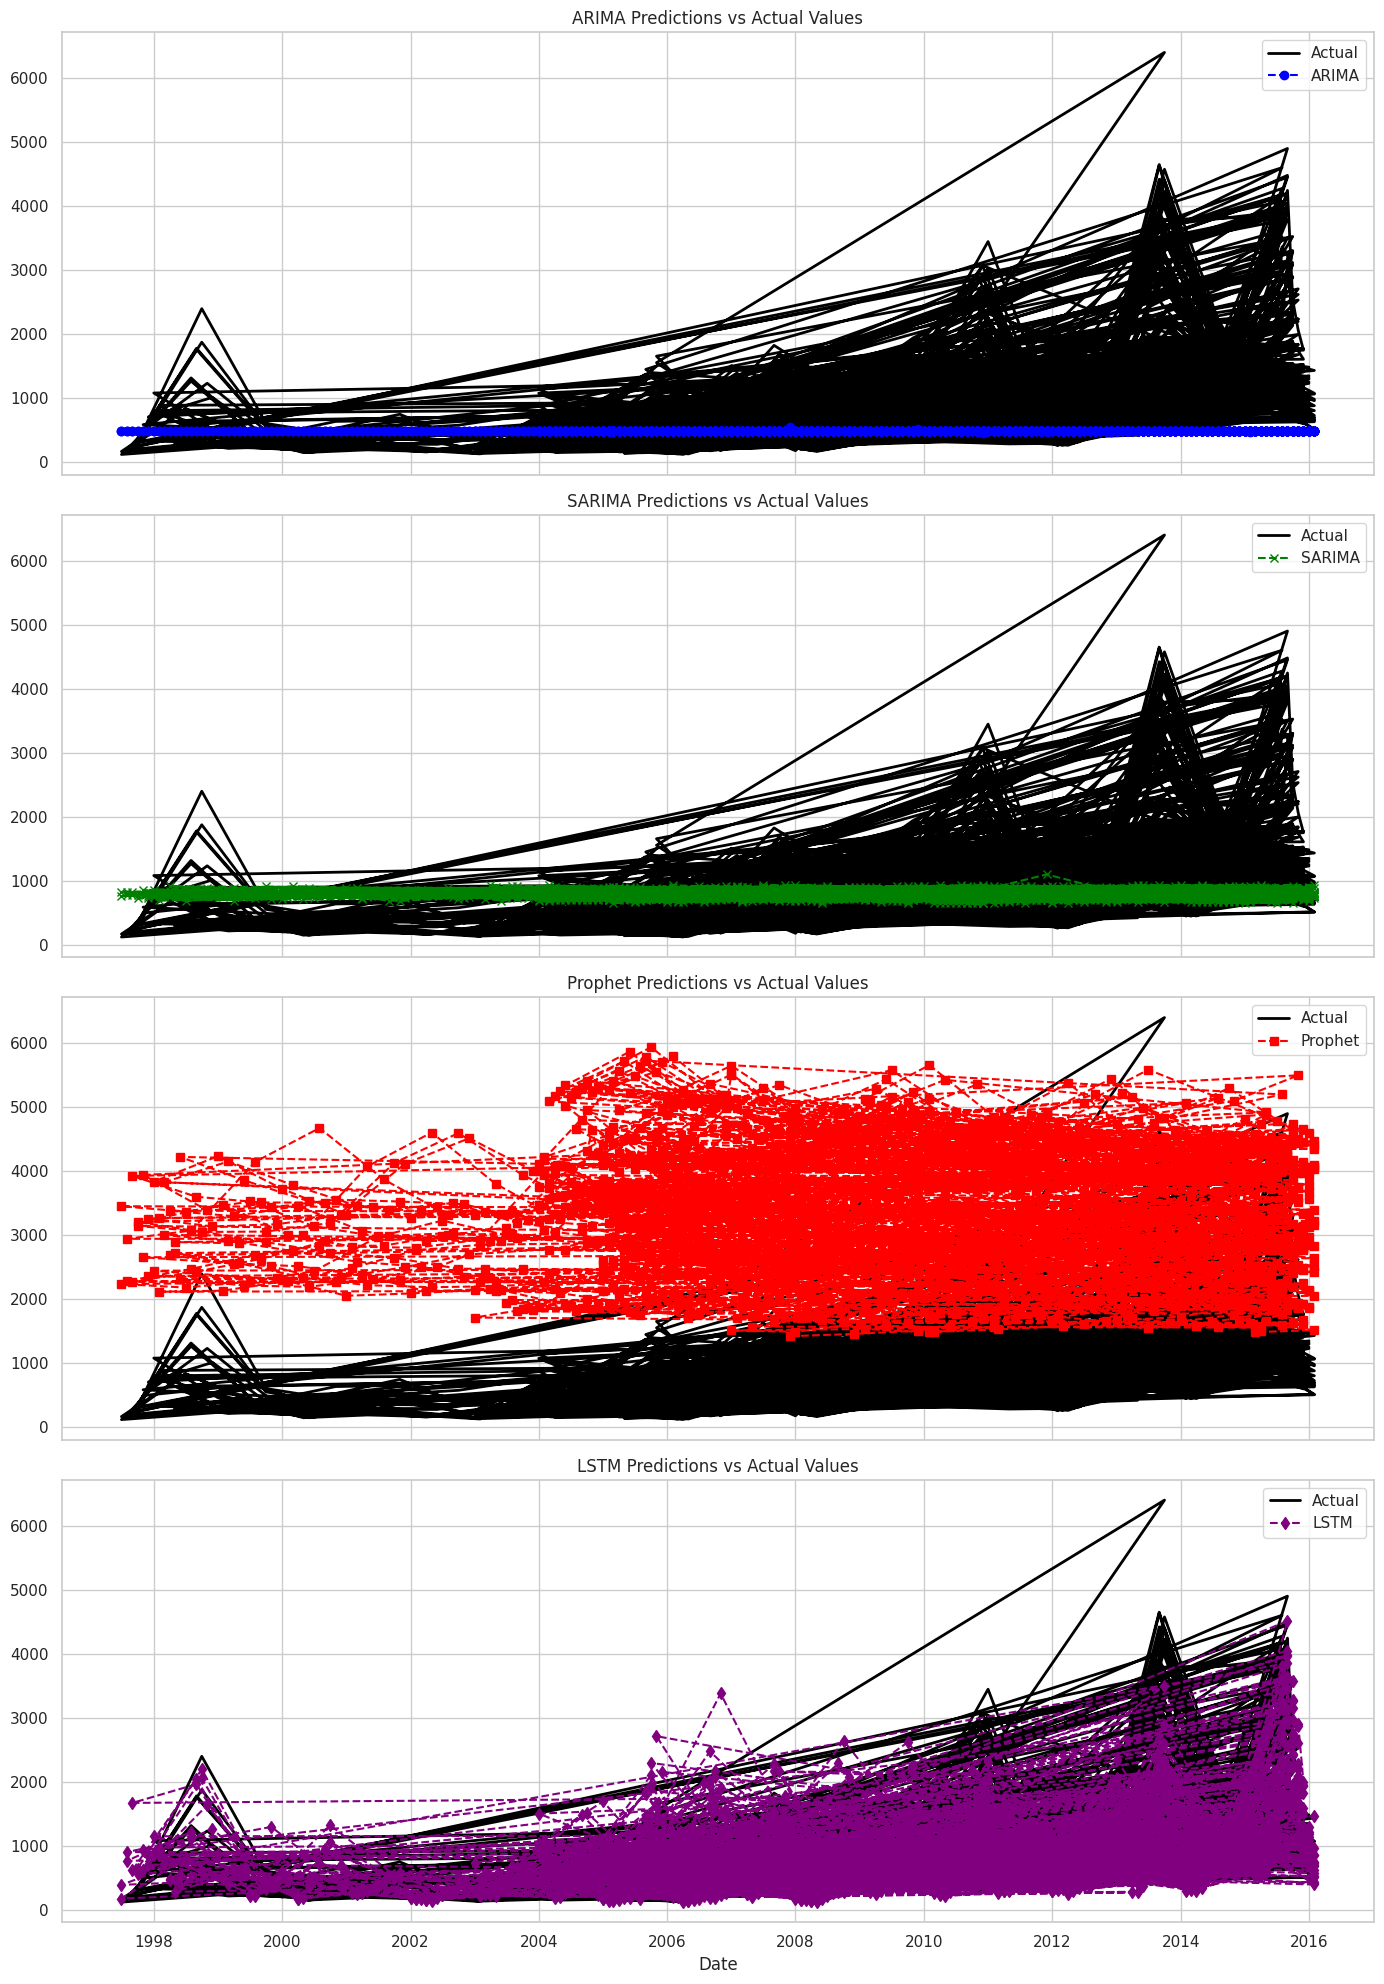 ARIMA Predictions vs Actual Values
Actual
ARIMA
6000
5000
4000
3000
2000
1000
0
SARIMA Predictions vs Actual Values
Actual
SARIMA
6000
5000
4000
3000
2000
1000
0
Prophet Predictions vs Actual Values
Actual
Prophet
6000
5000
4000
3000
2000
1000
0
LSTM Predictions vs Actual Values
Actual
LSTM
6000
5000
4000
3000
2000
1000
0
1998 2000 2002 2004 2006 2008 2010 2012 2014 2016
Date